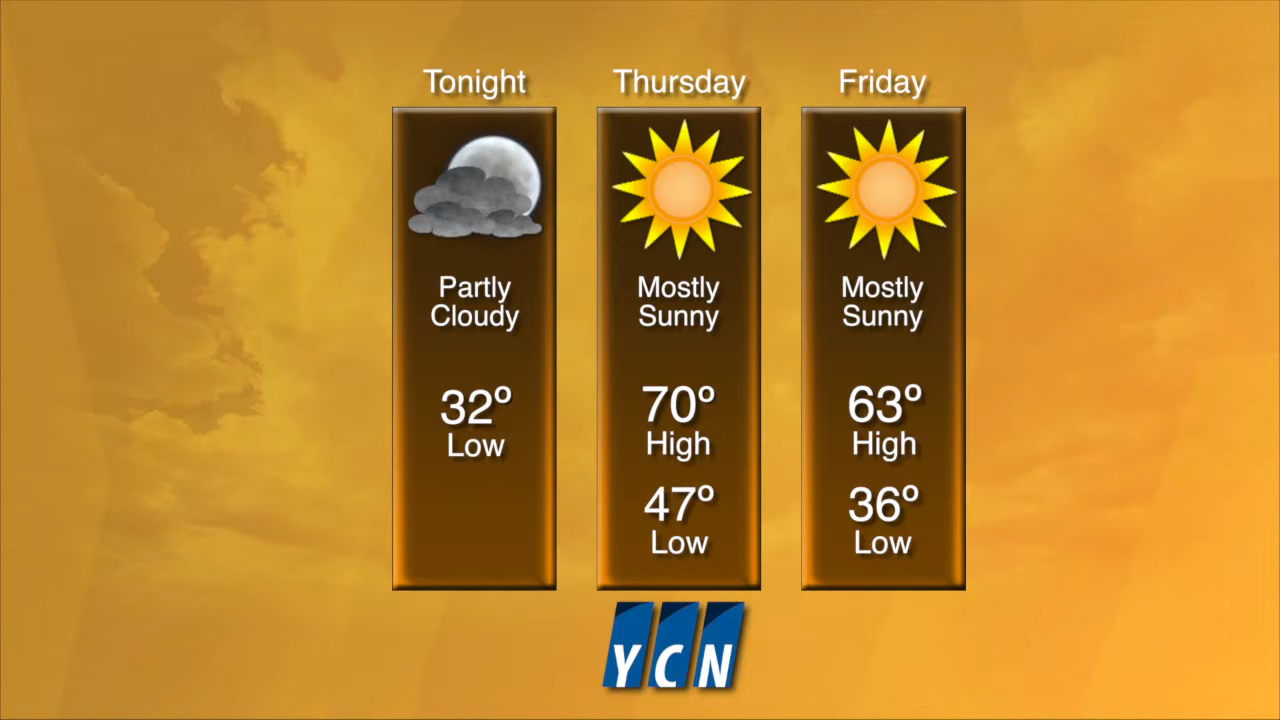 Tonight
Partly
Cloudy
32º
Low
Thursday
Mostly
Sunny
70º
High
47º
Low
Friday
Mostly
Sunny
63º
High
36º
Low
YCN